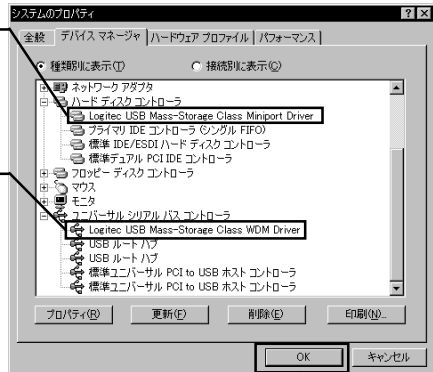 システムのプロパティ
全般 デバイス マネージャ ハードウェア プロファイル パフォーマンス
種類別に表示(T) 接続別に表示(C)
ネットワーク アダプタ
ハード ディスク コントローラ
Logitec USB Mass-Storage Class Miniport Driver
プライマリ IDE コントローラ (シングル FIFO)
標準 IDE/ESDI ハード ディスク コントローラ
標準デュアル PCI IDE コントローラ
フロッピー ディスク コントローラ
マウス
モニタ
ユニバーサル シリアル バス コントローラ
Logitec USB Mass-Storage Class WDM Driver
USB ルート ハブ
USB ルート ハブ
標準ユニバーサル PCI to USB ホスト コントローラ
標準ユニバーサル PCI to USB ホスト コントローラ
プロパティ(R) 更新(F) 削除(E) 印刷(N)...
OK キャンセル